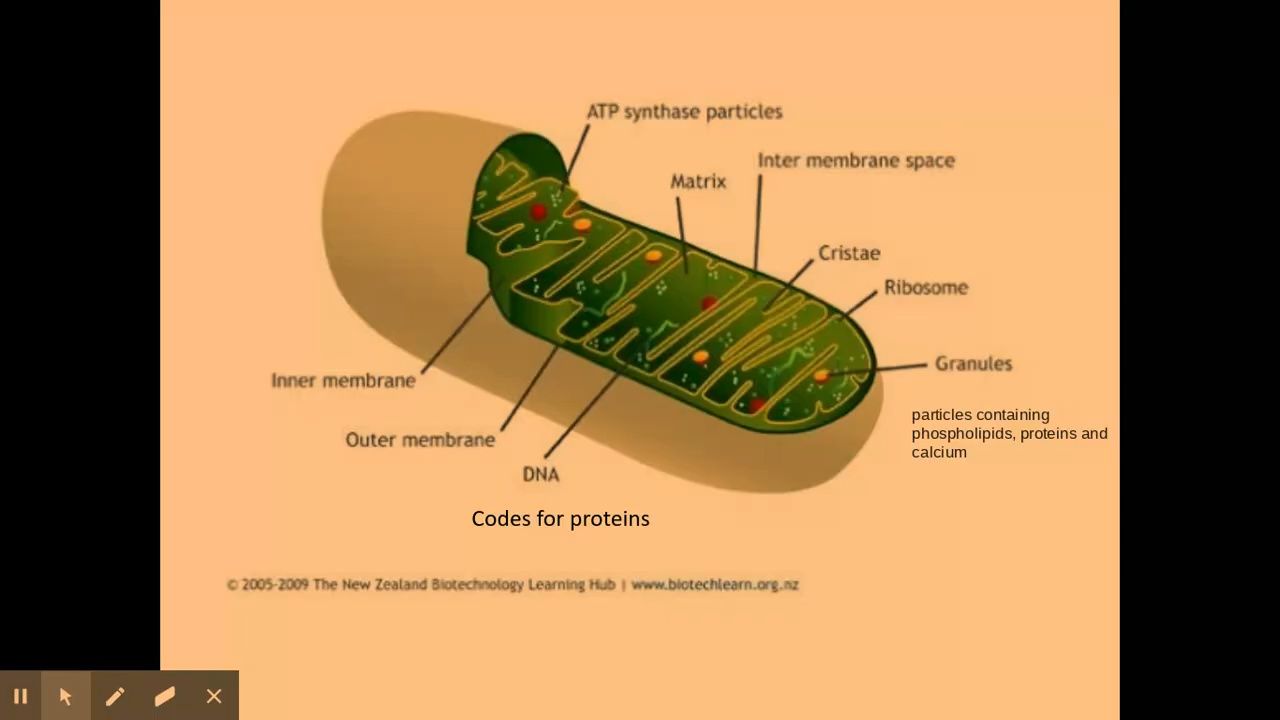 ATP synthase particles
Inter membrane space
Matrix
Cristae
Ribosome
Granules
Inner membrane
particles containing
phospholipids, proteins and
calcium
Outer membrane
DNA
Codes for proteins
© 2005-2009 The New Zealand Biotechnology Learning Hub | www.biotechlearn.org.nz